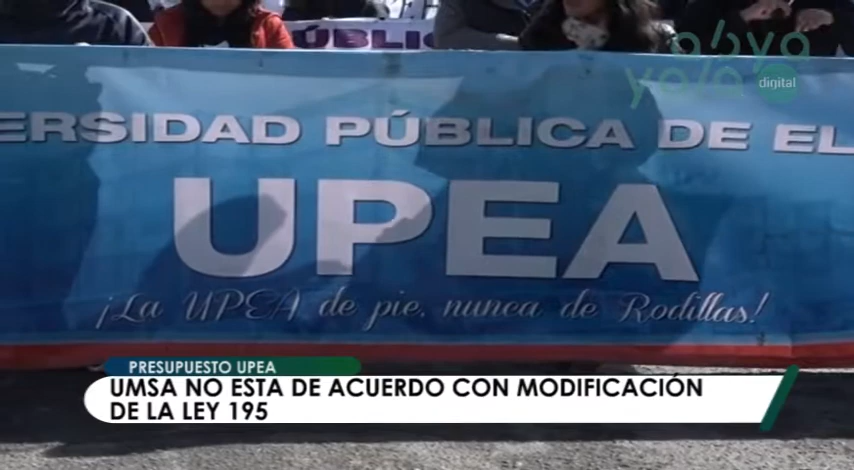 PÚBLIC
abya
yala
digital
ERSIDAD PÚBLICA DE EL
UPEA
¡La UPEA de pie, nunca de Rodillas!
PRESUPUESTO UPEA
UMSA NO ESTA DE ACUERDO CON MODIFICACIÓN
DE LA LEY 195